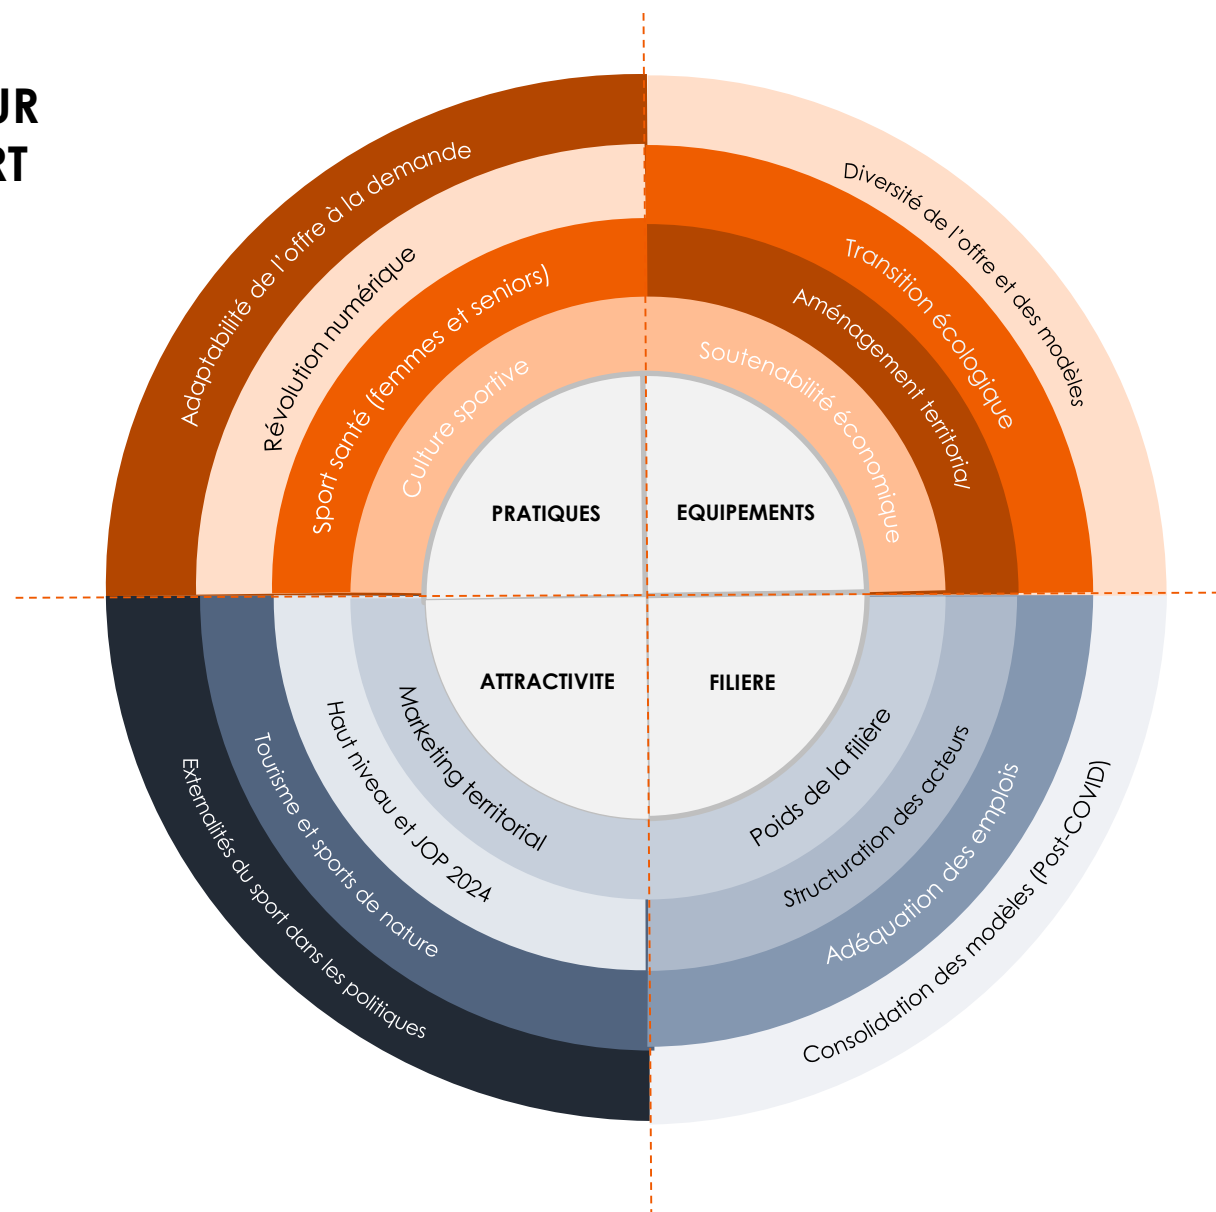 UR
RT
Adaptabilité de l'offre à la demande
Révolution numérique
Sport santé (femmes et seniors)
Culture sportive
PRATIQUES
Diversité de l'offre et des modèles
Transition écologique
Aménagement territorial
Soutenabilité économique
EQUIPEMENTS
ATTRACTIVITE
Marketing territorial
Haut niveau et JOP 2024
Tourisme et sports de nature
Externalités du sport dans les politiques
FILIERE
Poids de la filière
Structuration des acteurs
Adéquation des emplois
Consolidation des modèles (Post-COVID)